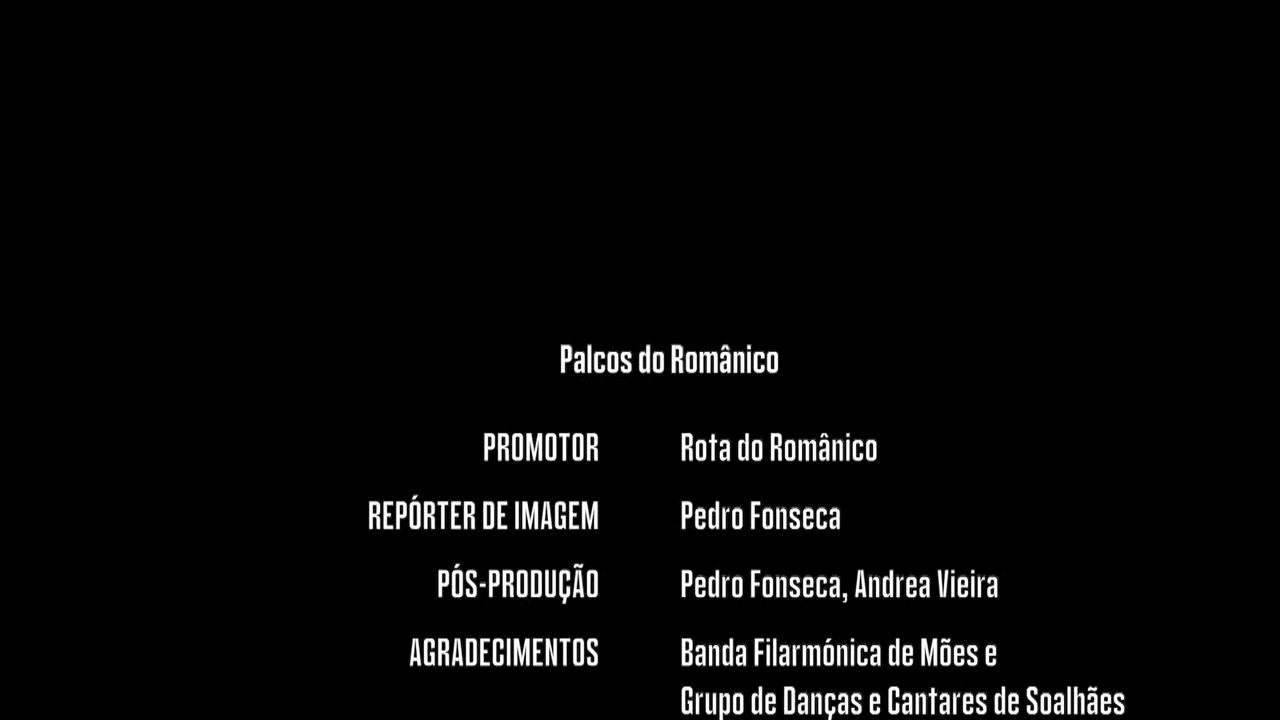 Palcos do Românico
PROMOTOR Rota do Românico
REPÓRTER DE IMAGEM Pedro Fonseca
PÓS-PRODUÇÃO Pedro Fonseca, Andrea Vieira
AGRADECIMENTOS Banda Filarmónica de Mões e
Grupo de Danças e Cantares de Soalhães